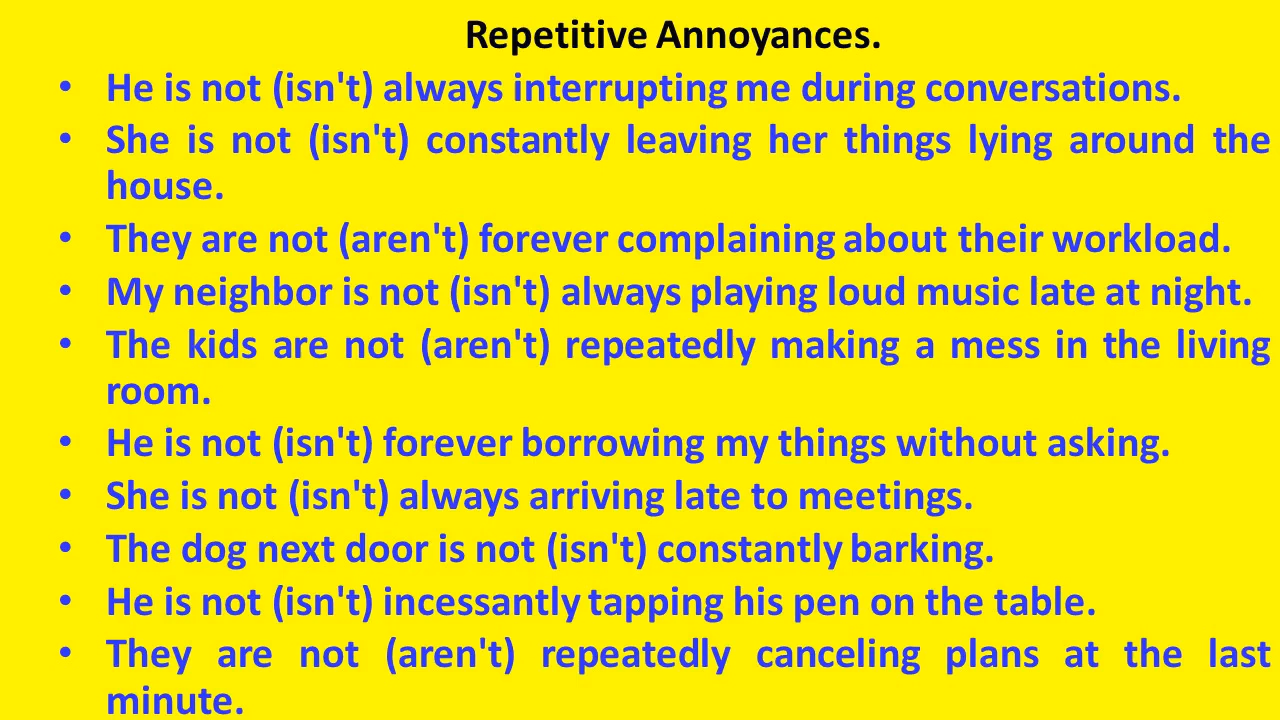 Repetitive Annoyances.
• He is not (isn't) always interrupting me during conversations.
• She is not (isn't) constantly leaving her things lying around the
house.
• They are not (aren't) forever complaining about their workload.
• My neighbor is not (isn't) always playing loud music late at night.
• The kids are not (aren't) repeatedly making a mess in the living
room.
• He is not (isn't) forever borrowing my things without asking.
• She is not (isn't) always arriving late to meetings.
• The dog next door is not (isn't) constantly barking.
• He is not (isn't) incessantly tapping his pen on the table.
• They are not (aren't) repeatedly canceling plans at the last
minute.